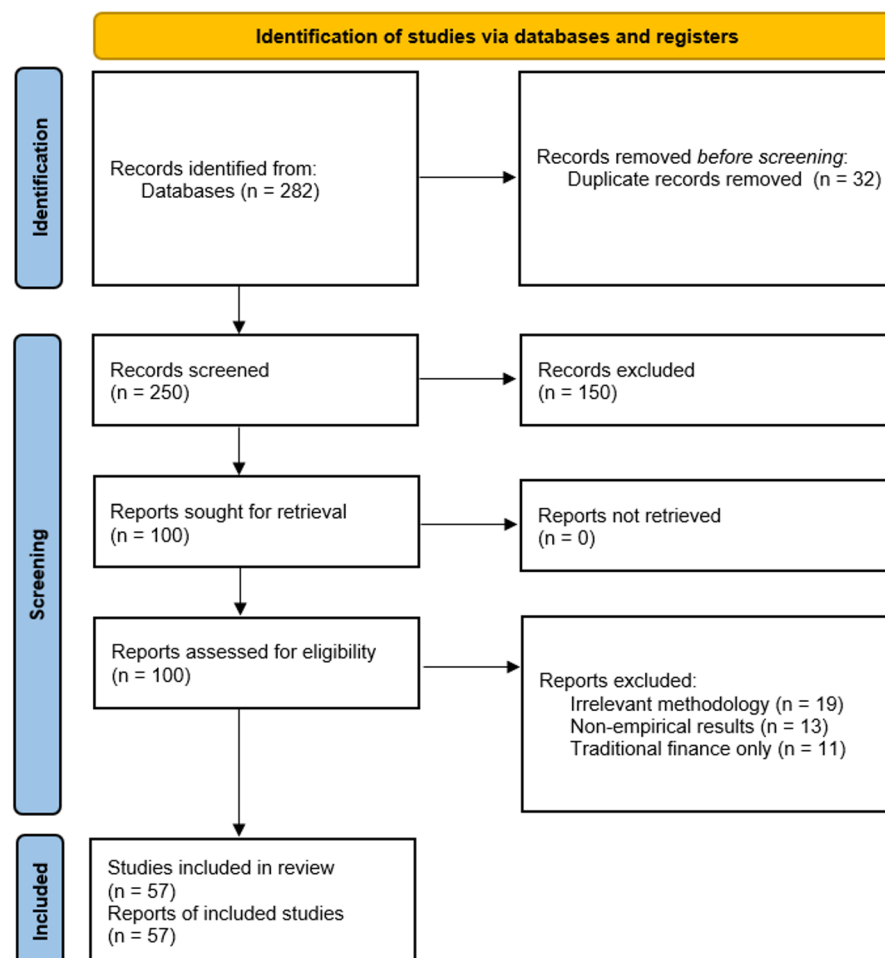 Identification of studies via databases and registers
Identification
Records identified from:
Databases (n = 282)
Records removed before screening:
Duplicate records removed (n = 32)
Screening
Records screened
(n = 250)
Records excluded
(n = 150)
Reports sought for retrieval
(n = 100)
Reports not retrieved
(n = 0)
Reports assessed for eligibility
(n = 100)
Reports excluded:
Irrelevant methodology (n = 19)
Non-empirical results (n = 13)
Traditional finance only (n = 11)
Included
Studies included in review
(n = 57)
Reports of included studies
(n = 57)